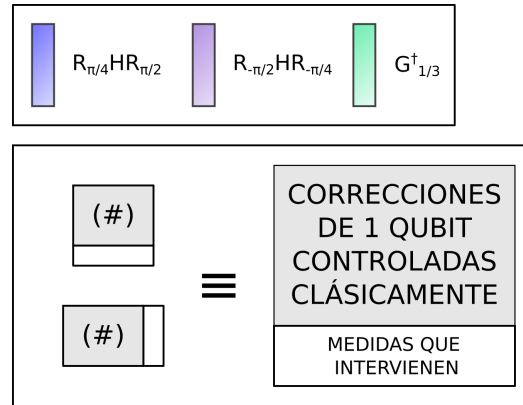 R_{π/4}HR_{π/2} R_{-π/2}HR_{-π/4} G^†_{1/3}
(#)
(#)
≡
CORRECCIONES
DE 1 QUBIT
CONTROLADAS
CLÁSICAMENTE
MEDIDAS QUE
INTERVIENEN